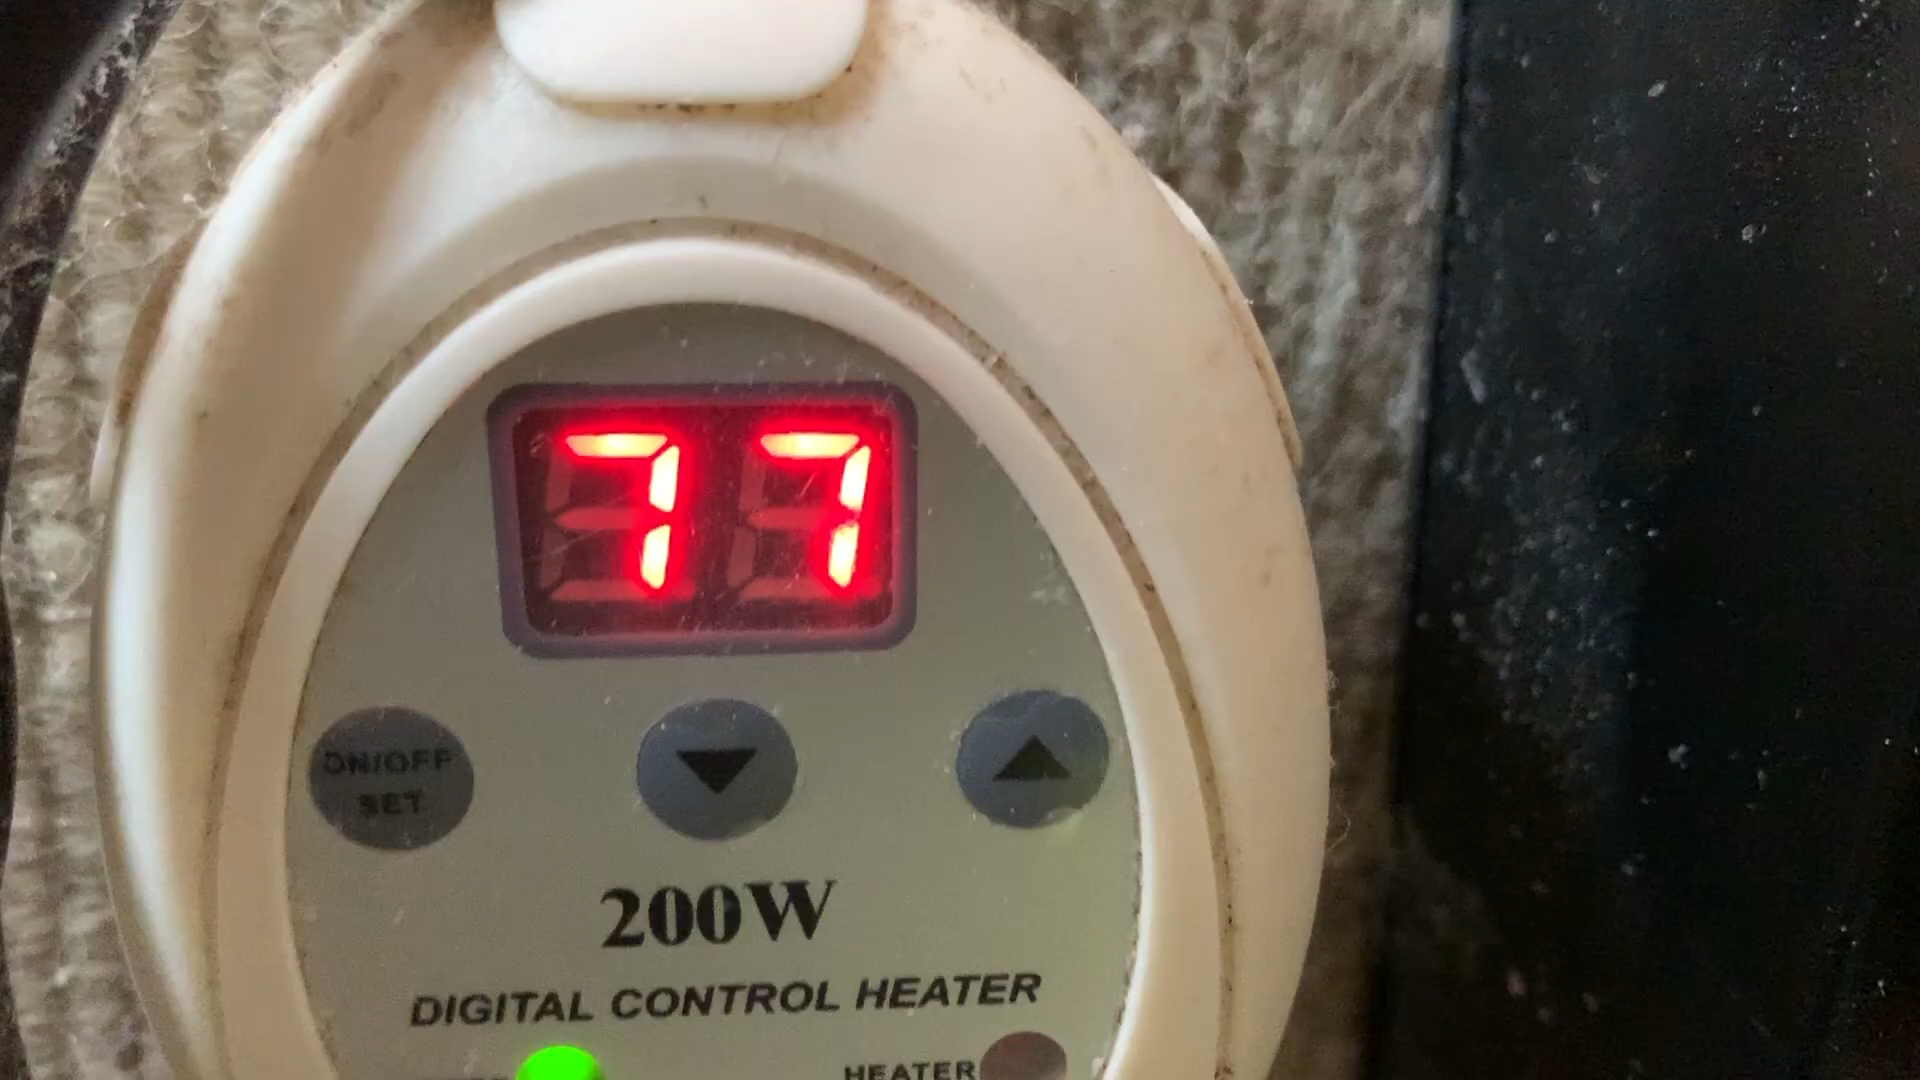 77
ON/OFF
SET
200W
DIGITAL CONTROL HEATER
HEATER